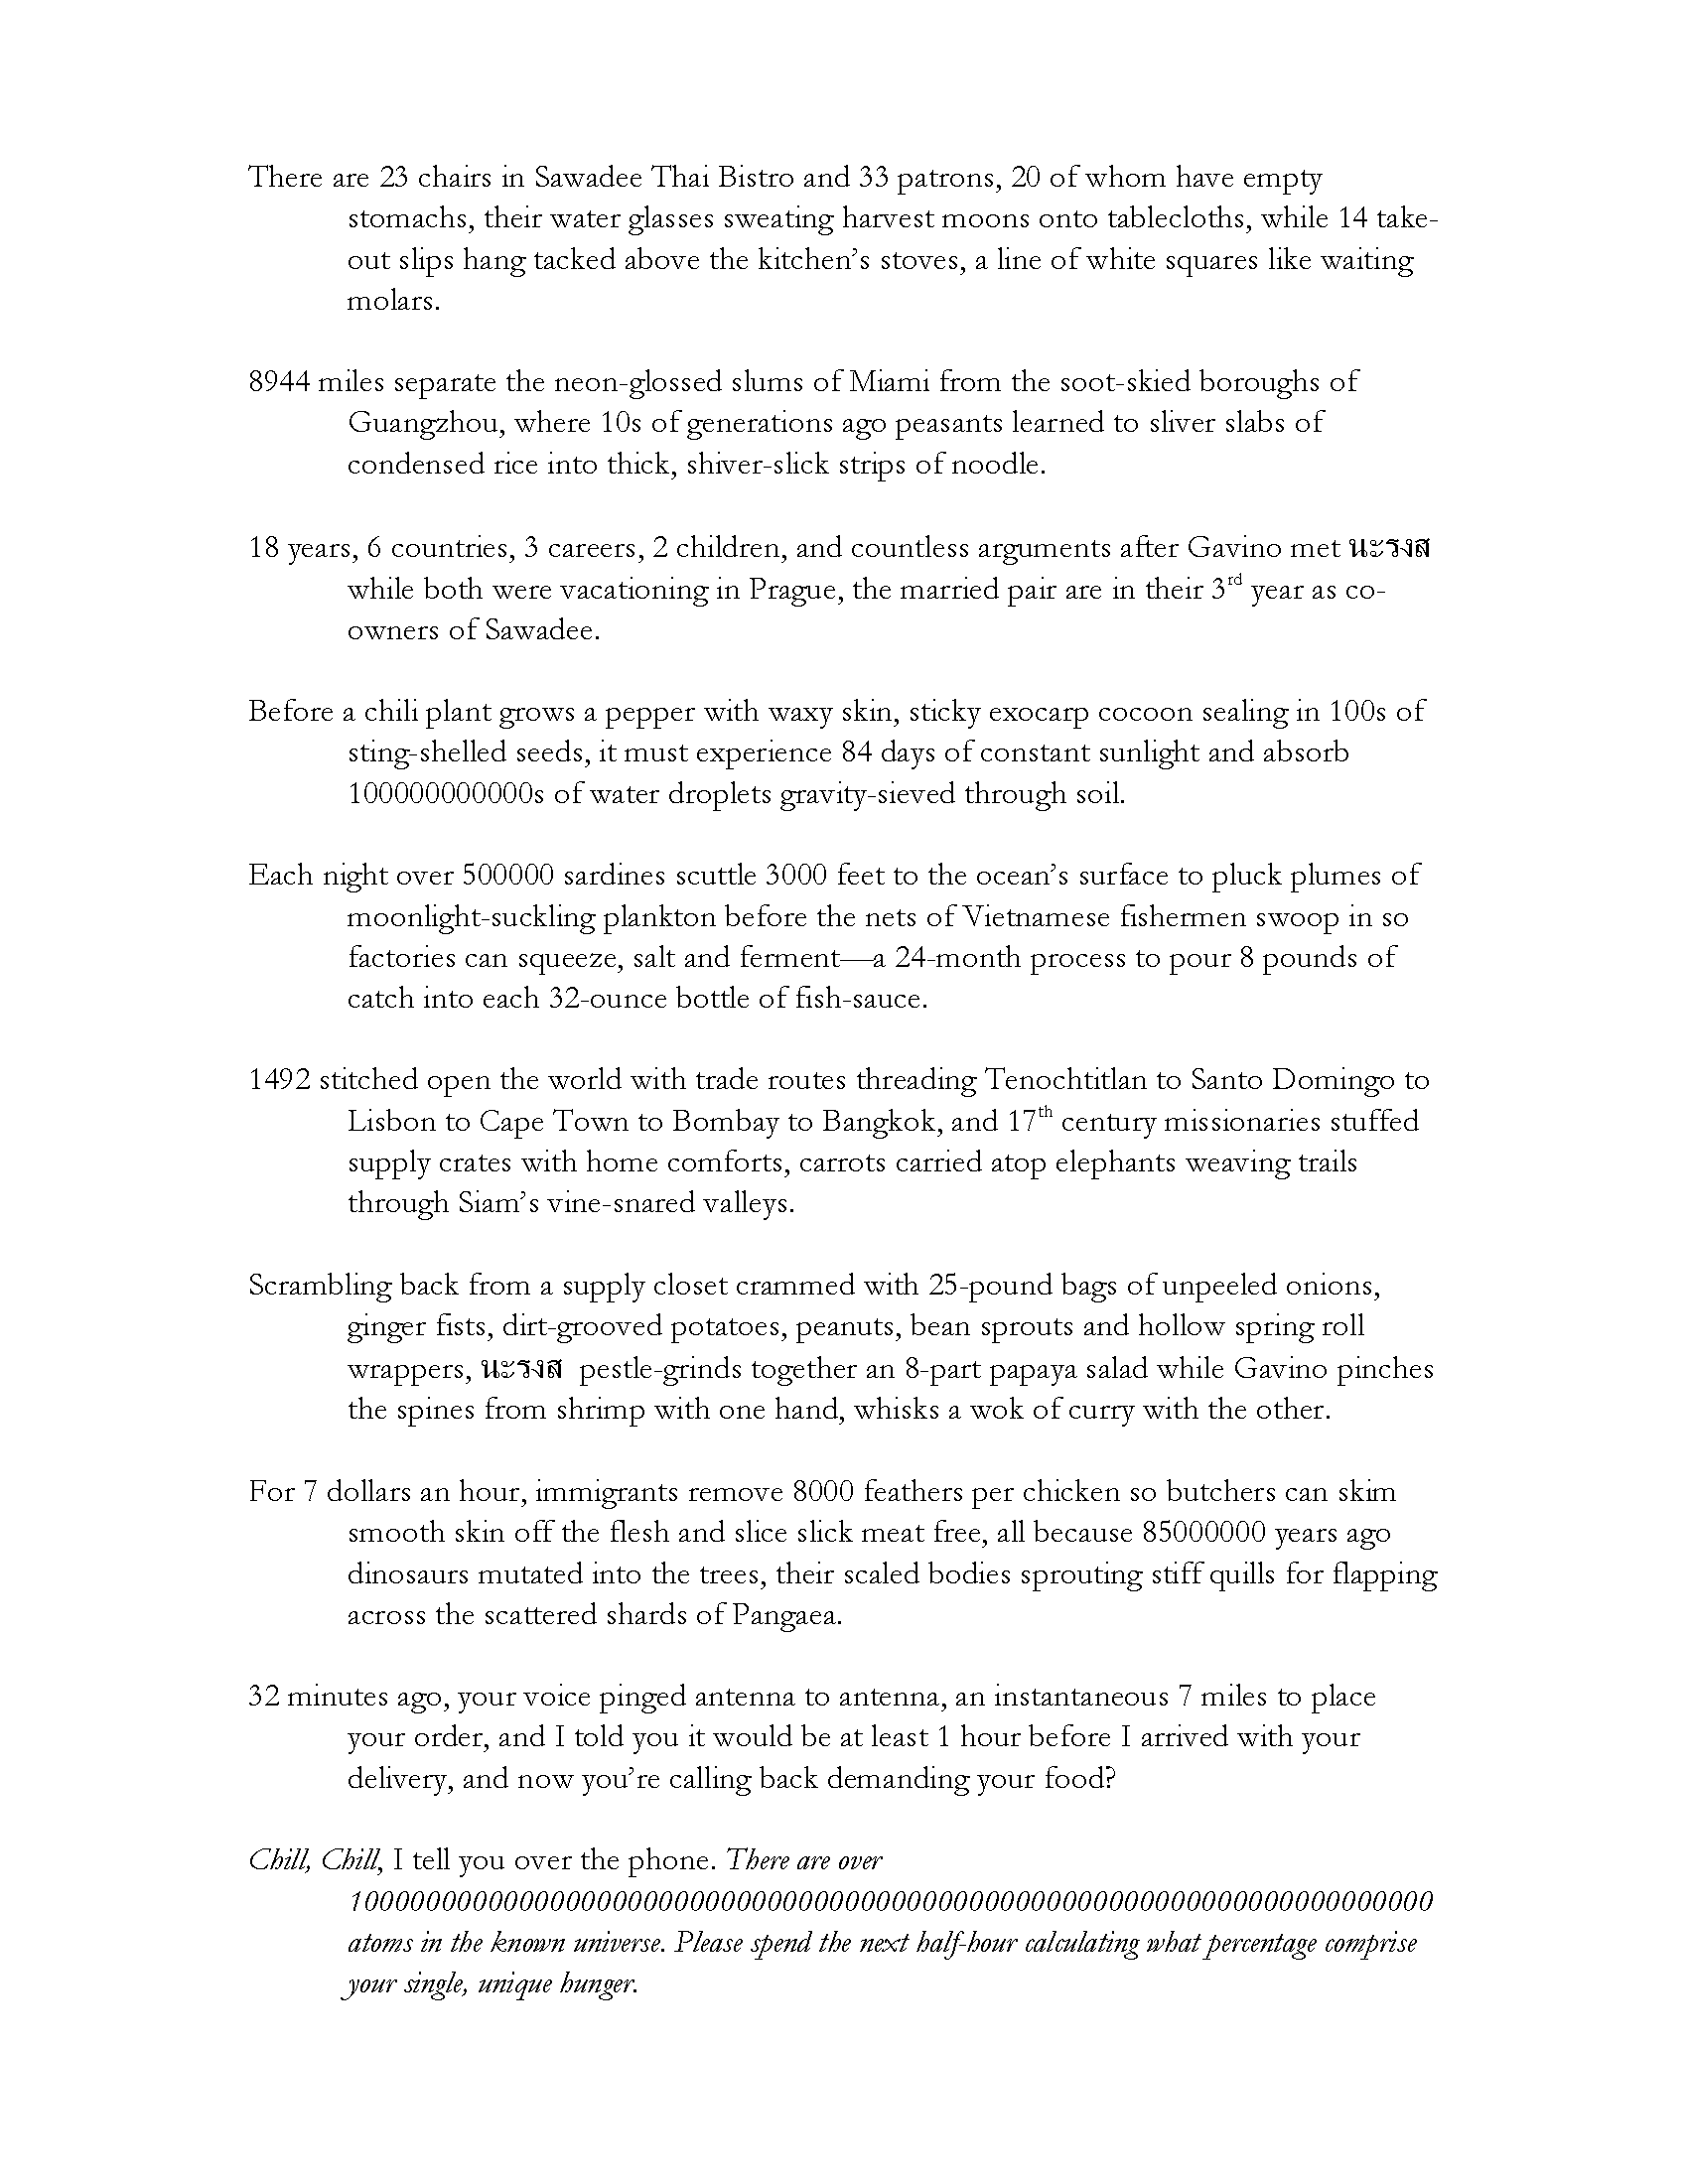 There are 23 chairs in Sawadee Thai Bistro and 33 patrons, 20 of whom have empty
stomachs, their water glasses sweating harvest moons onto tablecloths, while 14 take-
out slips hang tacked above the kitchen’s stoves, a line of white squares like waiting
molars.
8944 miles separate the neon-glossed slums of Miami from the soot-skied boroughs of
Guangzhou, where 10s of generations ago peasants learned to sliver slabs of
condensed rice into thick, shiver-slick strips of noodle.
18 years, 6 countries, 3 careers, 2 children, and countless arguments after Gavino met นะรงส
while both were vacationing in Prague, the married pair are in their 3rd year as co-
owners of Sawadee.
Before a chili plant grows a pepper with waxy skin, sticky exocarp cocoon sealing in 100s of
sting-shelled seeds, it must experience 84 days of constant sunlight and absorb
100000000000s of water droplets gravity-sieved through soil.
Each night over 500000 sardines scuttle 3000 feet to the ocean’s surface to pluck plumes of
moonlight-suckling plankton before the nets of Vietnamese fishermen swoop in so
factories can squeeze, salt and ferment—a 24-month process to pour 8 pounds of
catch into each 32-ounce bottle of fish-sauce.
1492 stitched open the world with trade routes threading Tenochtitlan to Santo Domingo to
Lisbon to Cape Town to Bombay to Bangkok, and 17th century missionaries stuffed
supply crates with home comforts, carrots carried atop elephants weaving trails
through Siam’s vine-snared valleys.
Scrambling back from a supply closet crammed with 25-pound bags of unpeeled onions,
ginger fists, dirt-grooved potatoes, peanuts, bean sprouts and hollow spring roll
wrappers, นะรงส pestle-grinds together an 8-part papaya salad while Gavino pinches
the spines from shrimp with one hand, whisks a wok of curry with the other.
For 7 dollars an hour, immigrants remove 8000 feathers per chicken so butchers can skim
smooth skin off the flesh and slice slick meat free, all because 85000000 years ago
dinosaurs mutated into the trees, their scaled bodies sprouting stiff quills for flapping
across the scattered shards of Pangaea.
32 minutes ago, your voice pinged antenna to antenna, an instantaneous 7 miles to place
your order, and I told you it would be at least 1 hour before I arrived with your
delivery, and now you’re calling back demanding your food?
Chill, Chill, I tell you over the phone. There are over
10000000000000000000000000000000000000000000000000000000000000000000000
atoms in the known universe. Please spend the next half-hour calculating what percentage comprise
your single, unique hunger.